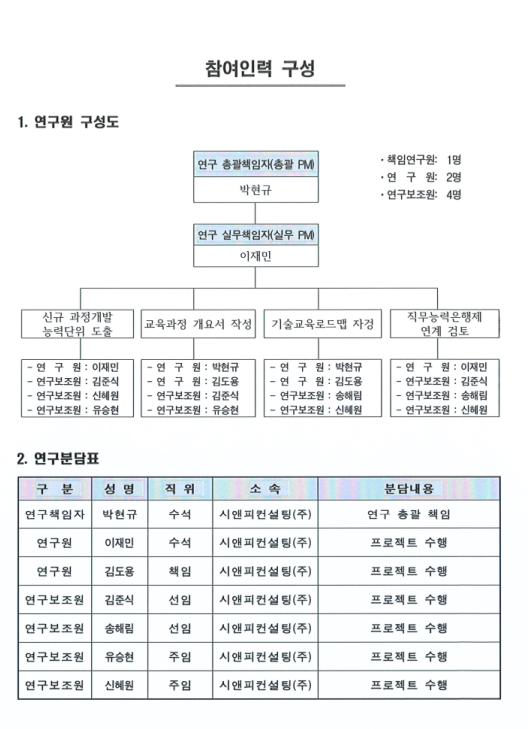 참여인력 구성
1. 연구원 구성도
연구 총괄책임자(총괄 PM)
박현규
· 책임연구원: 1명
· 연 구 원: 2명
· 연구보조원: 4명
연구 실무책임자(실무 PM)
이재민
신규 과정개발
능력단위 도출
교육과정 개요서 작성
기술교육로드맵 자겅
직무능력은행제
연계 검토
- 연 구 원 : 이재민
- 연구보조원 : 김준식
- 연구보조원 : 신혜원
- 연구보조원 : 유승현
- 연 구 원 : 박현규
- 연 구 원 : 김도용
- 연구보조원 : 김준식
- 연구보조원 : 유승현
- 연 구 원 : 박현규
- 연 구 원 : 김도용
- 연구보조원 : 송해림
- 연구보조원 : 신혜원
- 연 구 원 : 이재민
- 연구보조원 : 김준식
- 연구보조원 : 송해림
- 연구보조원 : 신혜원
2. 연구분담표
구 분 성 명 직 위 소 속 분담내용
연구책임자 박현규 수석 시앤피컨설팅(주) 연구 총괄 책임
연구원 이재민 수석 시앤피컨설팅(주) 프로젝트 수행
연구원 김도용 책임 시앤피컨설팅(주) 프로젝트 수행
연구보조원 김준식 선임 시앤피컨설팅(주) 프로젝트 수행
연구보조원 송해림 선임 시앤피컨설팅(주) 프로젝트 수행
연구보조원 유승현 주임 시앤피컨설팅(주) 프로젝트 수행
연구보조원 신혜원 주임 시앤피컨설팅(주) 프로젝트 수행